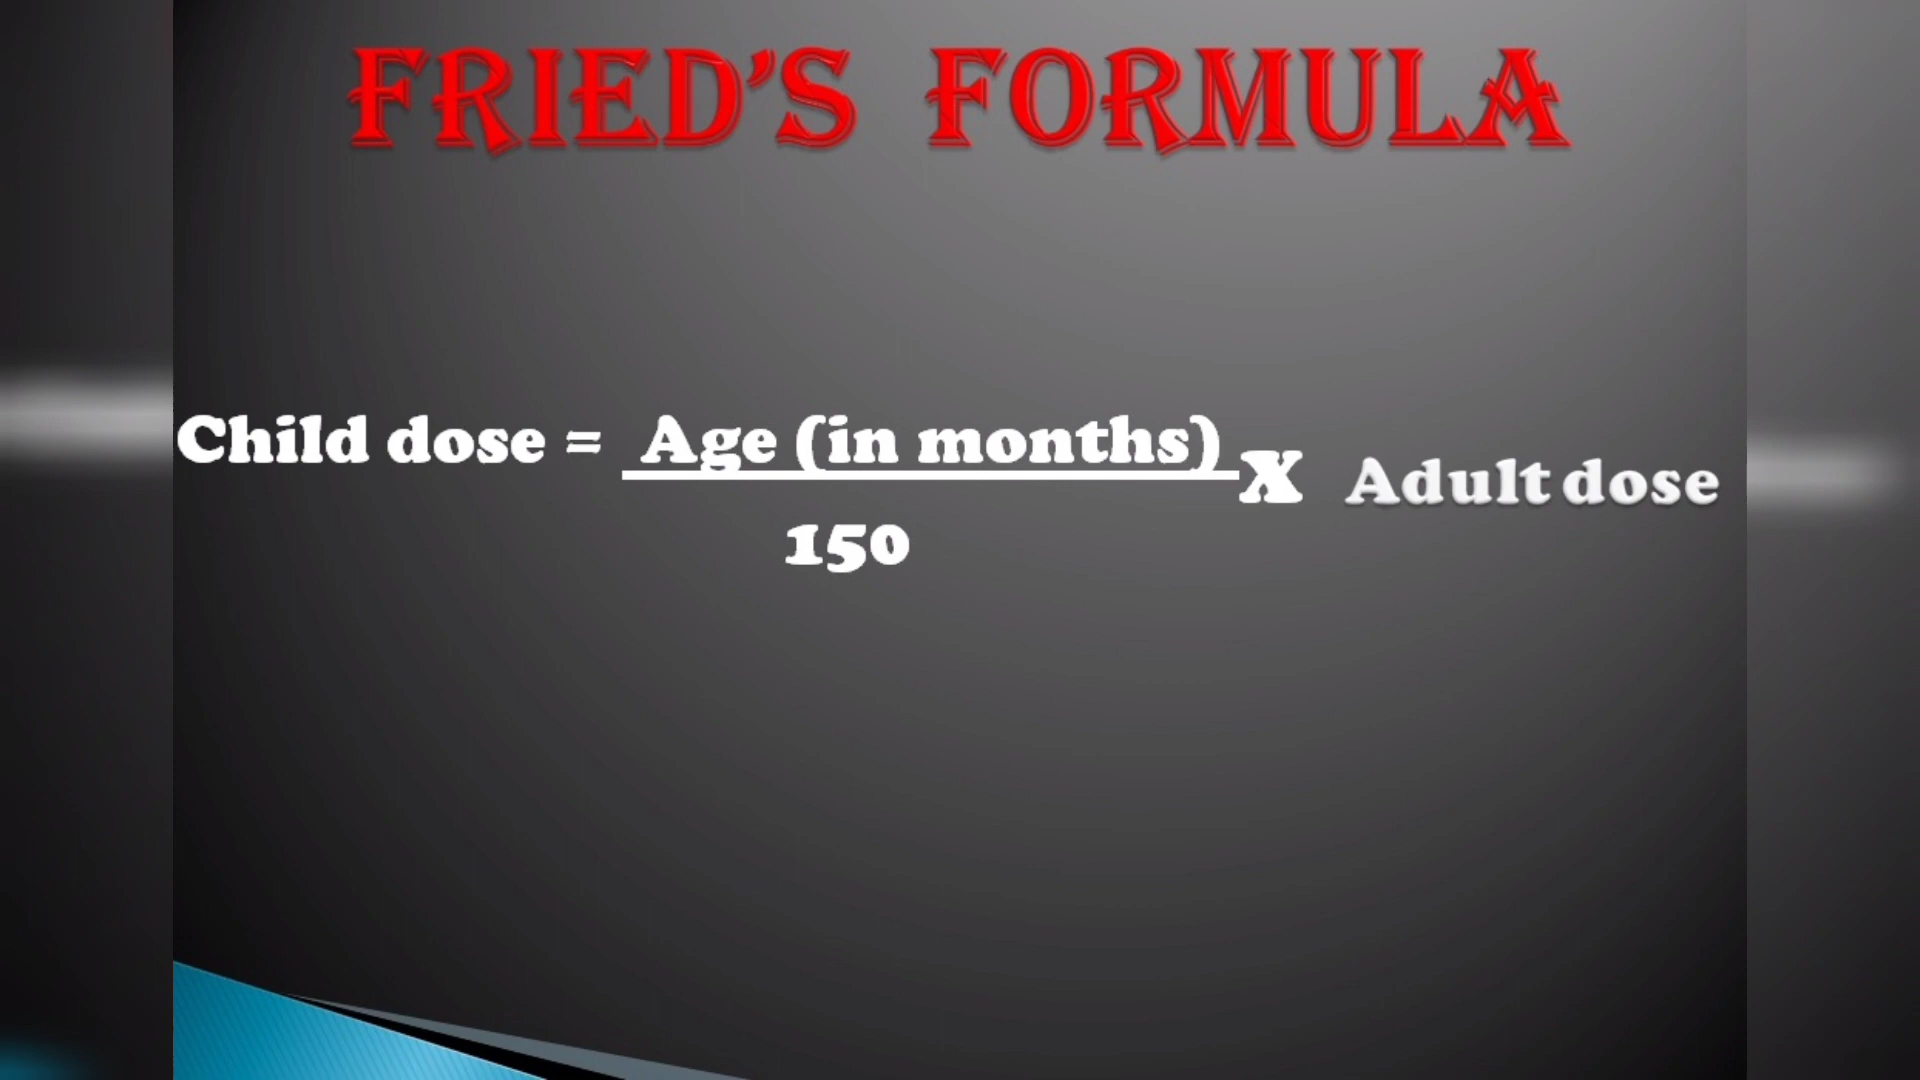 FRIED'S FORMULA
Child dose = Age (in months) X Adult dose
150